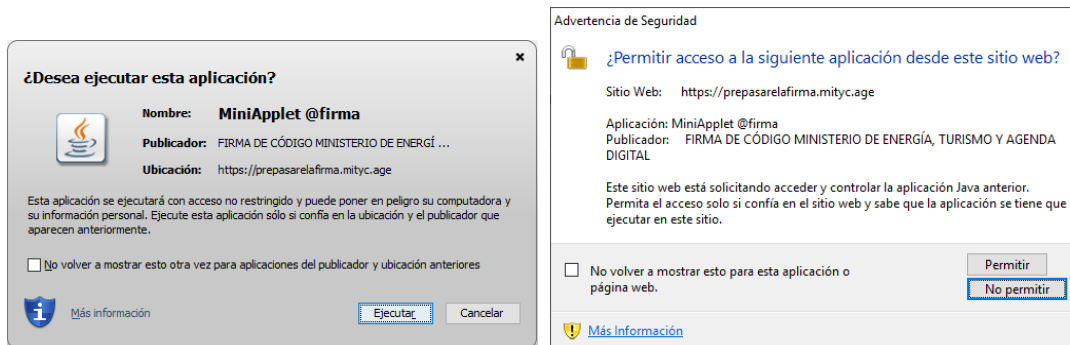 ¿Desea ejecutar esta aplicación?
Nombre: MiniApplet @firma
Publicador: FIRMA DE CÓDIGO MINISTERIO DE ENERGÍ ...
Ubicación: https://prepasarelafirma.mityc.age
Esta aplicación se ejecutará con acceso no restringido y puede poner en peligro su computadora y
su información personal. Ejecute esta aplicación sólo si confía en la ubicación y el publicador que
aparecen anteriormente.
No volver a mostrar esto otra vez para aplicaciones del publicador y ubicación anteriores
Más información
Ejecutar
Cancelar
Advertencia de Seguridad
¿Permitir acceso a la siguiente aplicación desde este sitio web?
Sitio Web: https://prepasarelafirma.mityc.age
Aplicación: MiniApplet @firma
Publicador: FIRMA DE CÓDIGO MINISTERIO DE ENERGÍA, TURISMO Y AGENDA
DIGITAL
Este sitio web está solicitando acceder y controlar la aplicación Java anterior.
Permita el acceso solo si confía en el sitio web y sabe que la aplicación se tiene que
ejecutar en este sitio.
No volver a mostrar esto para esta aplicación o
página web.
Permitir
No permitir
Más Información